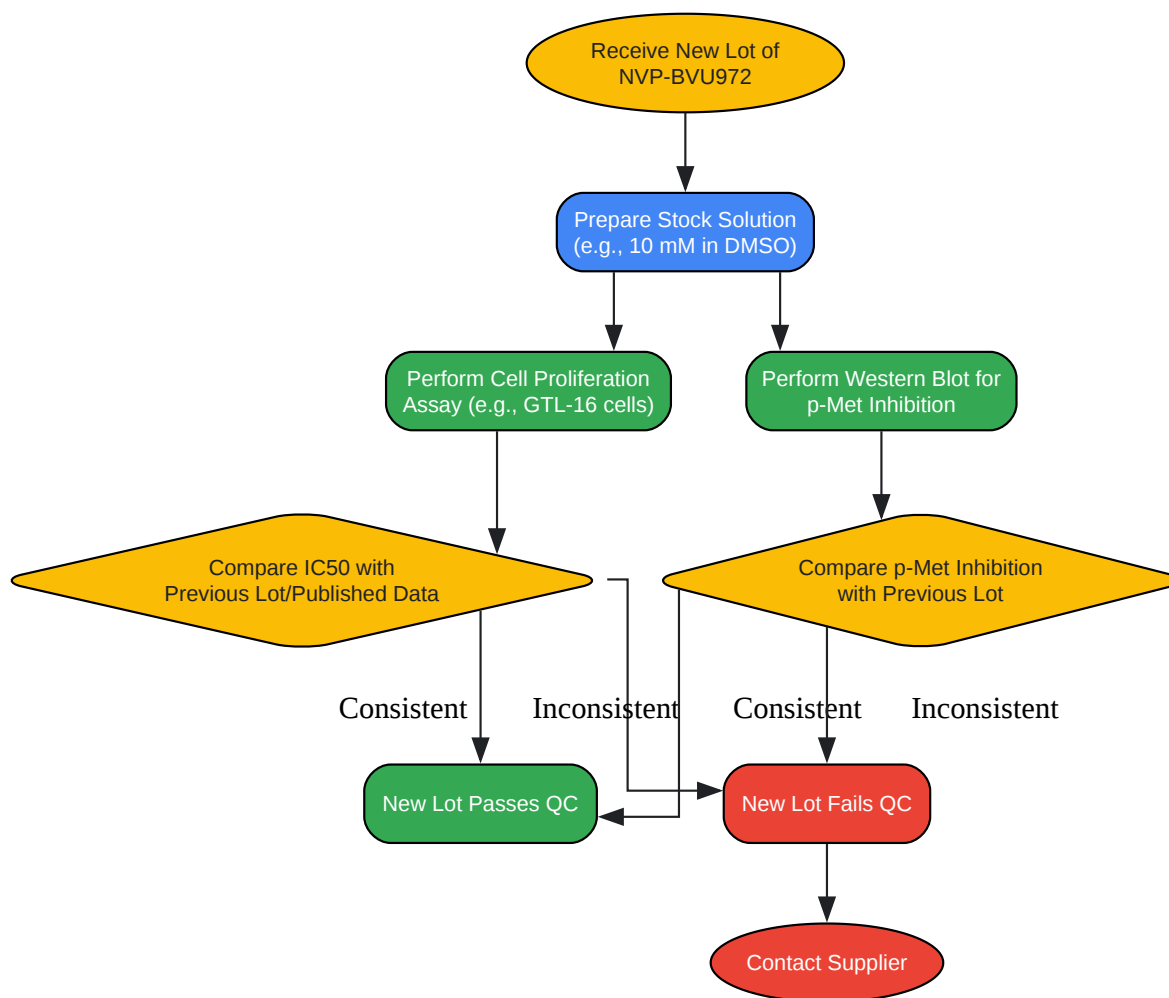 Receive New Lot of
NVP-BVU972
Prepare Stock Solution
(e.g., 10 mM in DMSO)
Perform Cell Proliferation
Assay (e.g., GTL-16 cells)
Perform Western Blot for
p-Met Inhibition
Compare IC50 with
Previous Lot/Published Data
Compare p-Met Inhibition
with Previous Lot
Consistent
Inconsistent
Consistent
Inconsistent
New Lot Passes QC
New Lot Fails QC
Contact Supplier